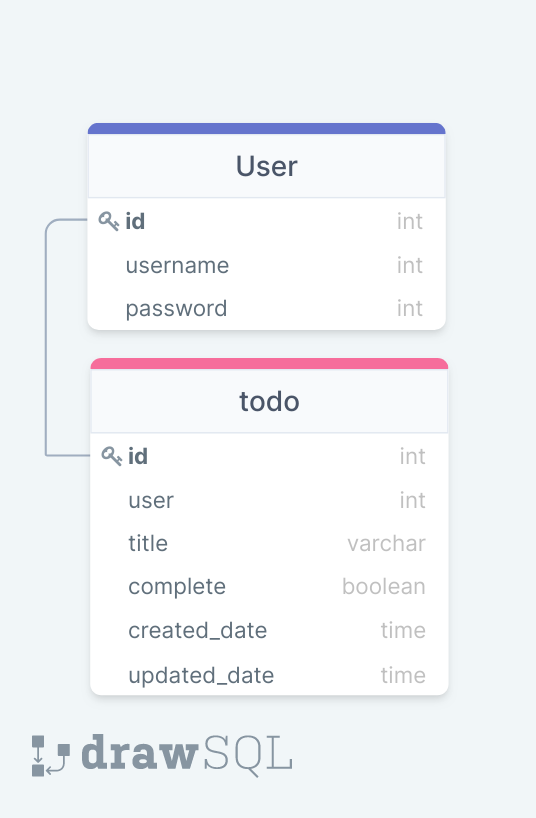 User
id int
username int
password int
todo
id int
user int
title varchar
complete boolean
created_date time
updated_date time
drawSQL